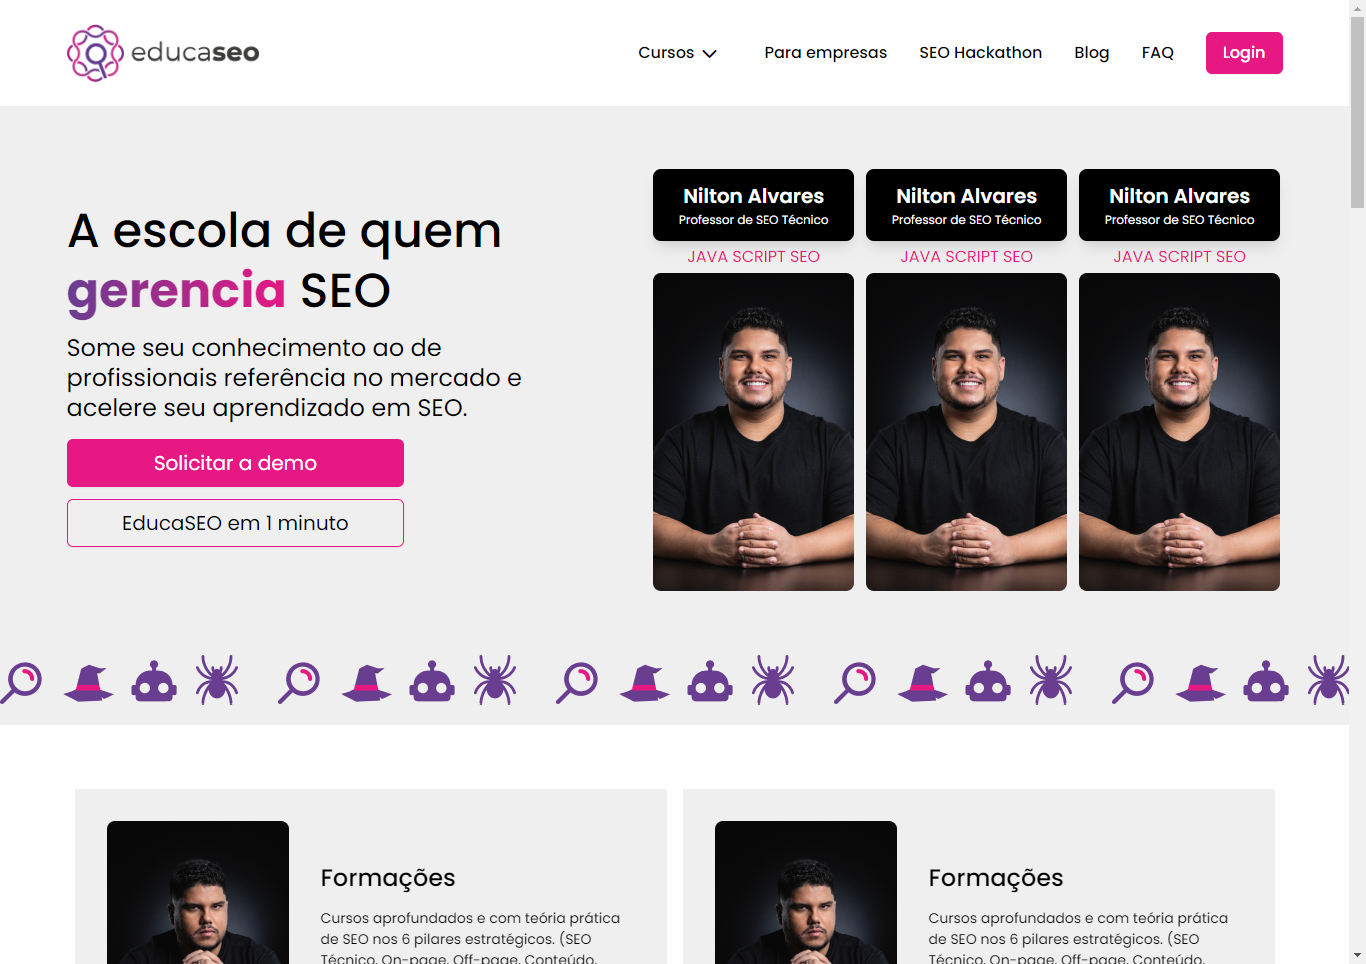 educaseo
Cursos
Para empresas
SEO Hackathon
Blog
FAQ
Login
A escola de quem
gerencia SEO
Some seu conhecimento ao de
profissionais referência no mercado e
acelere seu aprendizado em SEO.
Solicitar a demo
EducaSEO em 1 minuto
Nilton Alvares
Professor de SEO Técnico
JAVA SCRIPT SEO
Nilton Alvares
Professor de SEO Técnico
JAVA SCRIPT SEO
Nilton Alvares
Professor de SEO Técnico
JAVA SCRIPT SEO
Formações
Cursos aprofundados e com teória prática
de SEO nos 6 pilares estratégicos. (SEO
Técnico, On-page, Off-page, Conteúdo,
Formações
Cursos aprofundados e com teória prática
de SEO nos 6 pilares estratégicos. (SEO
Técnico, On-page, Off-page, Conteúdo,